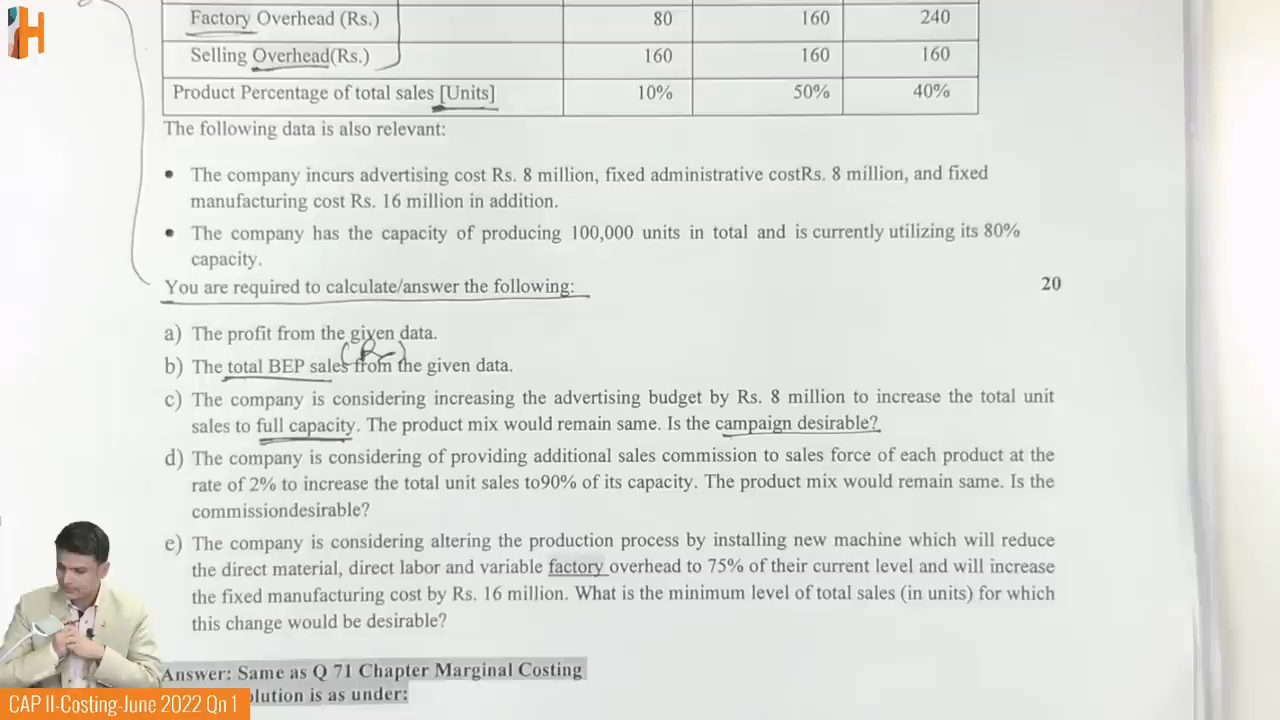 Factory Overhead (Rs.) 80 160 240
Selling Overhead(Rs.) 160 160 160
Product Percentage of total sales [Units] 10% 50% 40%
The following data is also relevant:
• The company incurs advertising cost Rs. 8 million, fixed administrative costRs. 8 million, and fixed
manufacturing cost Rs. 16 million in addition.
• The company has the capacity of producing 100,000 units in total and is currently utilizing its 80%
capacity.
You are required to calculate/answer the following: 20
a) The profit from the given data.
b) The total BEP sales from the given data.
c) The company is considering increasing the advertising budget by Rs. 8 million to increase the total unit
sales to full capacity. The product mix would remain same. Is the campaign desirable?
d) The company is considering of providing additional sales commission to sales force of each product at the
rate of 2% to increase the total unit sales to90% of its capacity. The product mix would remain same. Is the
commissiondesirable?
e) The company is considering altering the production process by installing new machine which will reduce
the direct material, direct labor and variable factory overhead to 75% of their current level and will increase
the fixed manufacturing cost by Rs. 16 million. What is the minimum level of total sales (in units) for which
this change would be desirable?
Answer: Same as Q 71 Chapter Marginal Costing
olution is as under:
CAP II-Costing-June 2022 Qn 1